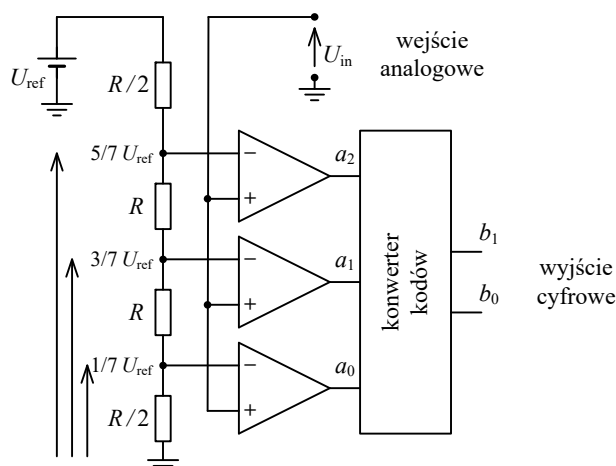 U_ref
R/2
U_in
wejście
analogowe
5/7 U_ref
−
+
a_2
R
3/7 U_ref
−
+
a_1
R
1/7 U_ref
−
+
a_0
R/2
konwerter
kodów
b_1
b_0
wyjście
cyfrowe